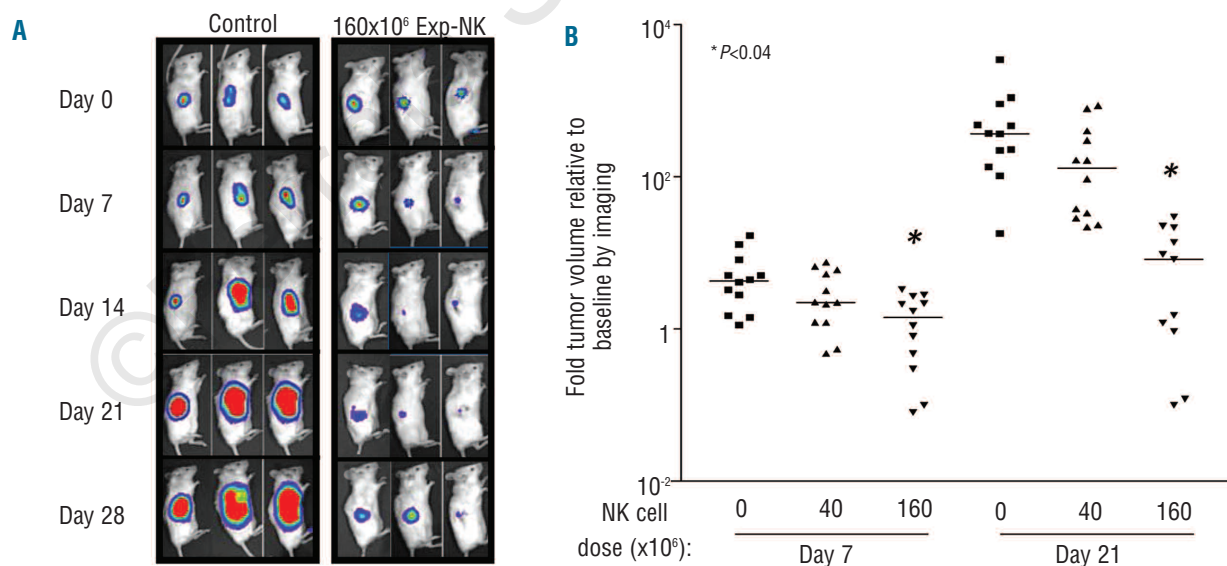 A
Control
160x10⁶ Exp-NK
Day 0
Day 7
Day 14
Day 21
Day 28
B
Fold tumor volume relative to
baseline by imaging
10⁴
10²
1
10⁻²
*P<0.04
*
*
NK cell
dose (x10⁶):
0 40 160 0 40 160
Day 7 Day 21